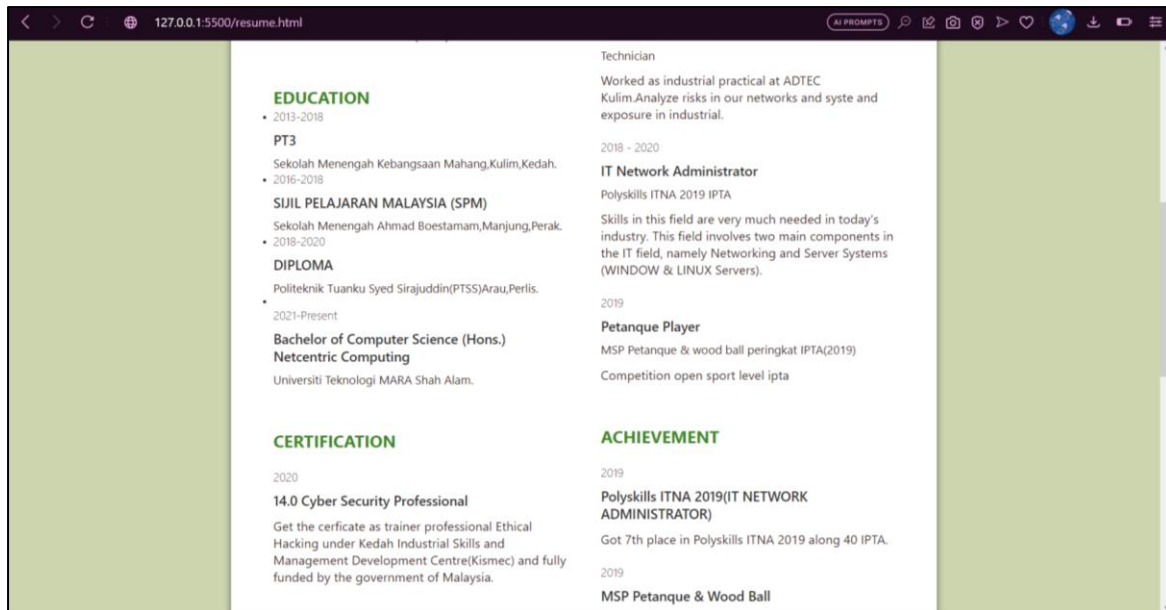 127.0.0.1:5500/resume.html
AI PROMPTS
EDUCATION
• 2013-2018
PT3
Sekolah Menengah Kebangsaan Mahang,Kulim,Kedah.
• 2016-2018
SIJIL PELAJARAN MALAYSIA (SPM)
Sekolah Menengah Ahmad Boestamam,Manjung,Perak.
• 2018-2020
DIPLOMA
Politeknik Tuanku Syed Sirajuddin(PTSS)Arau,Perlis.
•
2021-Present
Bachelor of Computer Science (Hons.)
Netcentric Computing
Universiti Teknologi MARA Shah Alam.
CERTIFICATION
2020
14.0 Cyber Security Professional
Get the cerficate as trainer professional Ethical
Hacking under Kedah Industrial Skills and
Management Development Centre(Kismec) and fully
funded by the government of Malaysia.
Technician
Worked as industrial practical at ADTEC
Kulim.Analyze risks in our networks and syste and
exposure in industrial.
2018 - 2020
IT Network Administrator
Polyskills ITNA 2019 IPTA
Skills in this field are very much needed in today's
industry. This field involves two main components in
the IT field, namely Networking and Server Systems
(WINDOW & LINUX Servers).
2019
Petanque Player
MSP Petanque & wood ball peringkat IPTA(2019)
Competition open sport level ipta
ACHIEVEMENT
2019
Polyskills ITNA 2019(IT NETWORK
ADMINISTRATOR)
Got 7th place in Polyskills ITNA 2019 along 40 IPTA.
2019
MSP Petanque & Wood Ball